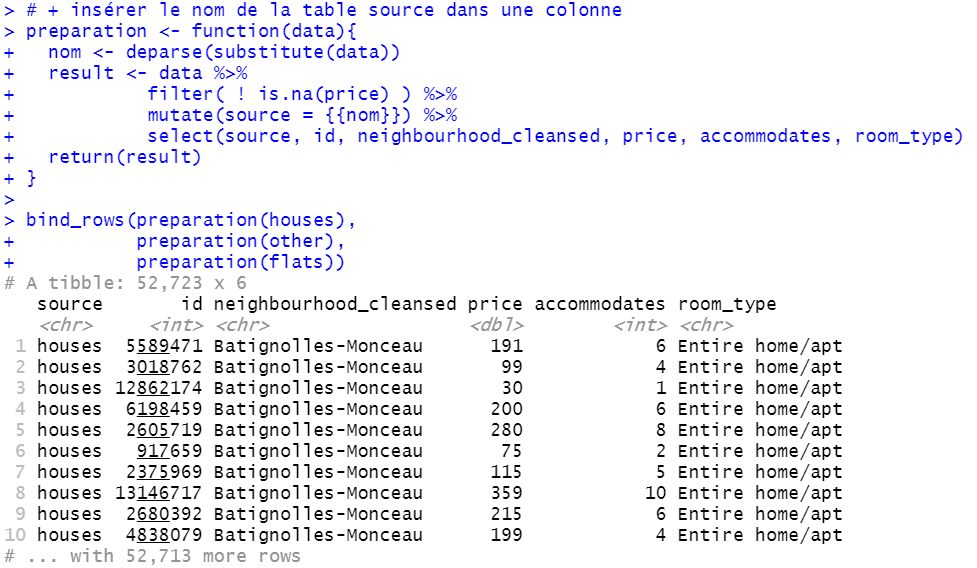 > # + insérer le nom de la table source dans une colonne
> preparation <- function(data){
+   nom <- deparse(substitute(data))
+   result <- data %>%
+            filter( ! is.na(price) ) %>%
+            mutate(source = {{nom}}) %>%
+            select(source, id, neighbourhood_cleansed, price, accommodates, room_type)
+   return(result)
+ }
>
> bind_rows(preparation(houses),
+           preparation(other),
+           preparation(flats))
# A tibble: 52,723 x 6
   source       id neighbourhood_cleansed price accommodates room_type
   <chr>     <int> <chr>                  <dbl>        <int> <chr>
 1 houses  5589471 Batignolles-Monceau      191            6 Entire home/apt
 2 houses  3018762 Batignolles-Monceau       99            4 Entire home/apt
 3 houses 12862174 Batignolles-Monceau       30            1 Entire home/apt
 4 houses  6198459 Batignolles-Monceau      200            6 Entire home/apt
 5 houses  2605719 Batignolles-Monceau      280            8 Entire home/apt
 6 houses   917659 Batignolles-Monceau       75            2 Entire home/apt
 7 houses  2375969 Batignolles-Monceau      115            5 Entire home/apt
 8 houses 13146717 Batignolles-Monceau      359           10 Entire home/apt
 9 houses  2680392 Batignolles-Monceau      215            6 Entire home/apt
10 houses  4838079 Batignolles-Monceau      199            4 Entire home/apt
# ... with 52,713 more rows